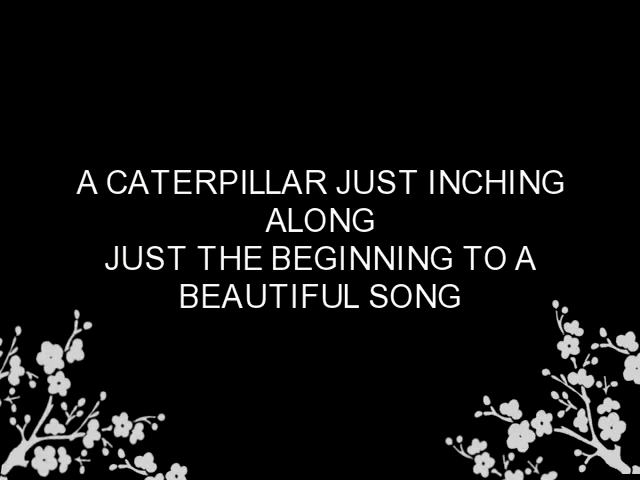 A CATERPILLAR JUST INCHING
ALONG
JUST THE BEGINNING TO A
BEAUTIFUL SONG